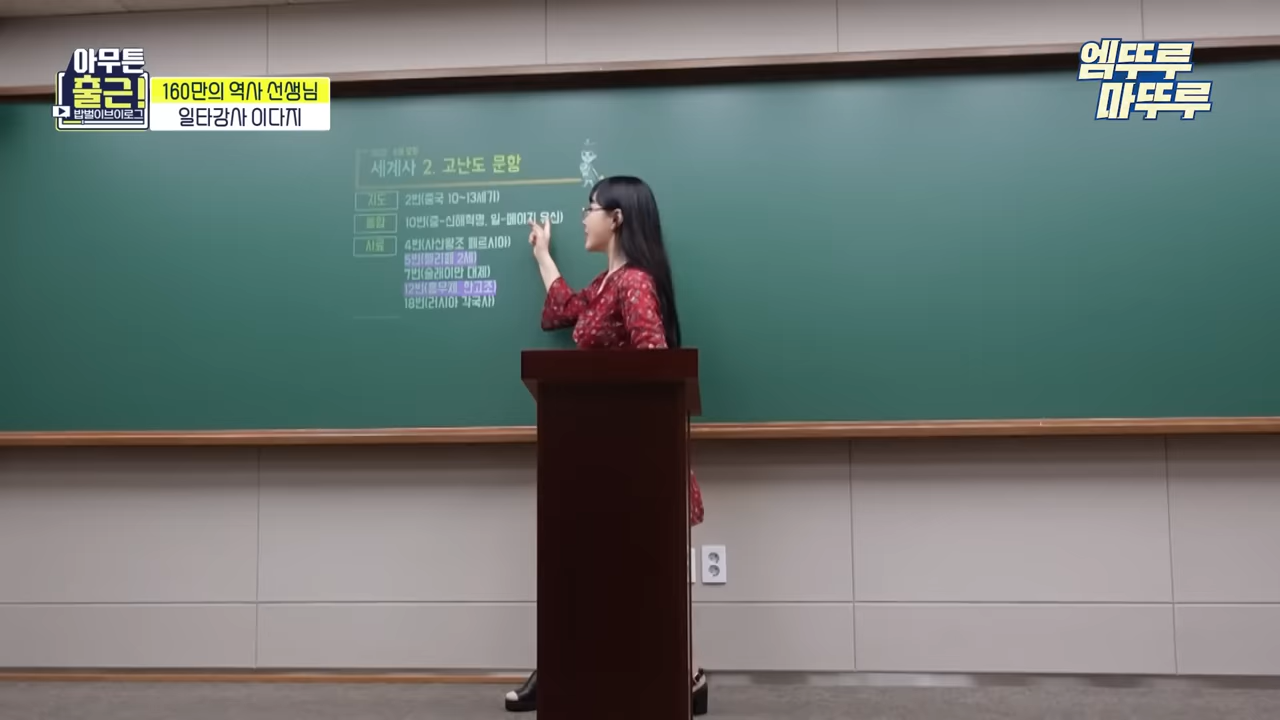 아무튼
출근!
밥벌이브이로그
160만의 역사 선생님
일타강사 이다지
엠뚜루
마뚜루
세계사 2. 고난도 문항
지도 2번(중국 10~13세기)
통합 10번(중-신해혁명, 일-메이지 유신)
사료 4번(사산왕조 페르시아)
5번(펠리페 2세)
7번(술레이만 대제)
12번(홍무제, 한고조)
18번(러시아 각국사)